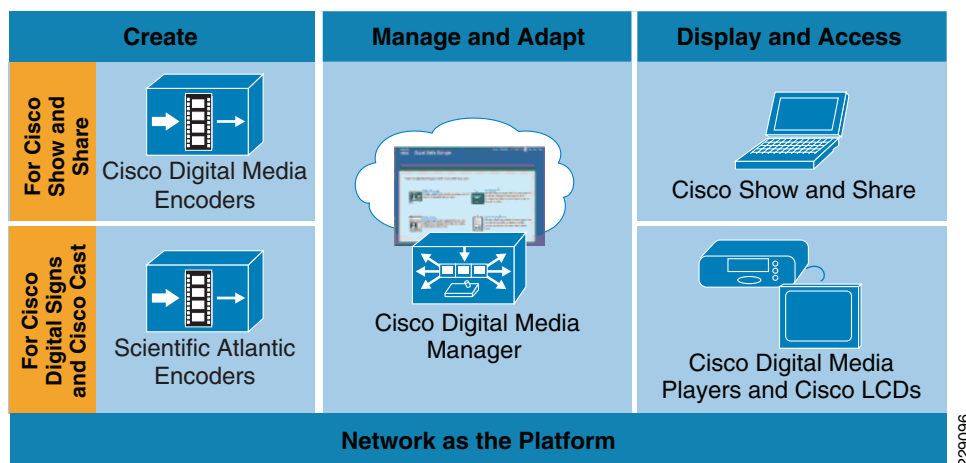 Create
Manage and Adapt
Display and Access
For Cisco
Show and
Share
Cisco Digital Media
Encoders
Cisco Show and Share
For Cisco
Digital Signs
and Cisco Cast
Scientific Atlantic
Encoders
Cisco Digital Media
Manager
Cisco Digital Media
Players and Cisco LCDs
Network as the Platform
229096